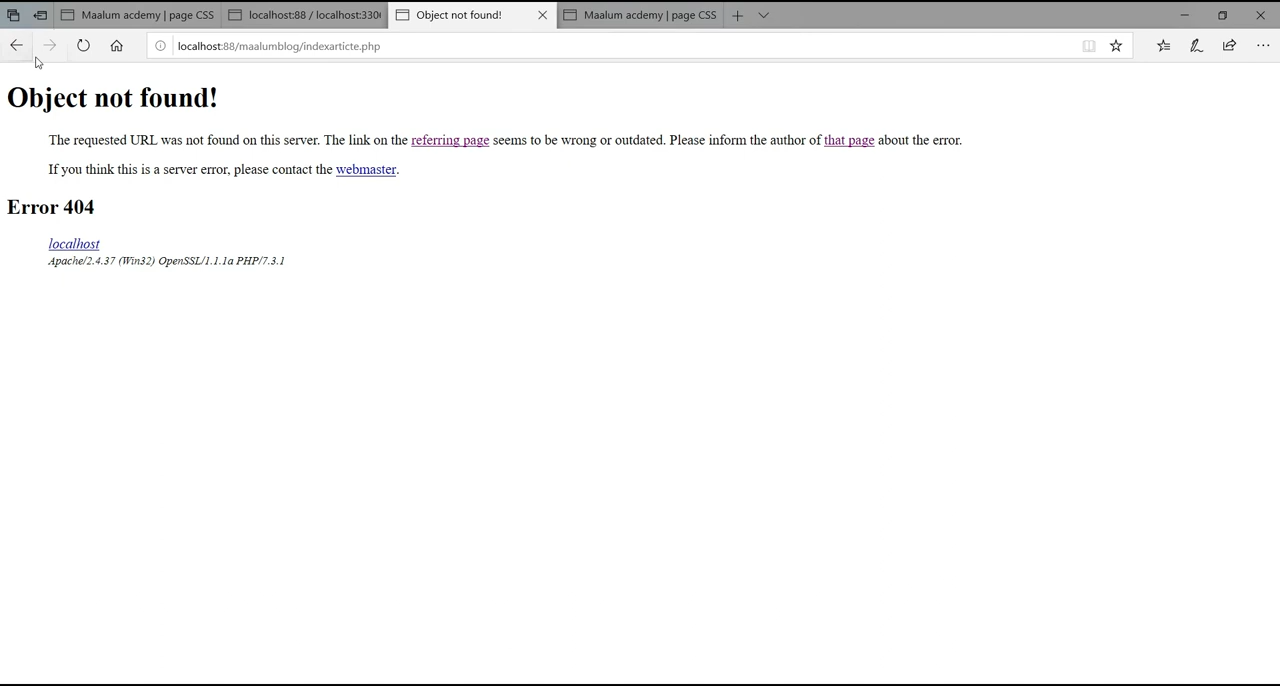 Maalum acdemy | page CSS
localhost:88 / localhost:330
Object not found!
Maalum acdemy | page CSS
localhost:88/maalumblog/indexarticte.php
Object not found!
The requested URL was not found on this server. The link on the referring page seems to be wrong or outdated. Please inform the author of that page about the error.
If you think this is a server error, please contact the webmaster.
Error 404
localhost
Apache/2.4.37 (Win32) OpenSSL/1.1.1a PHP/7.3.1